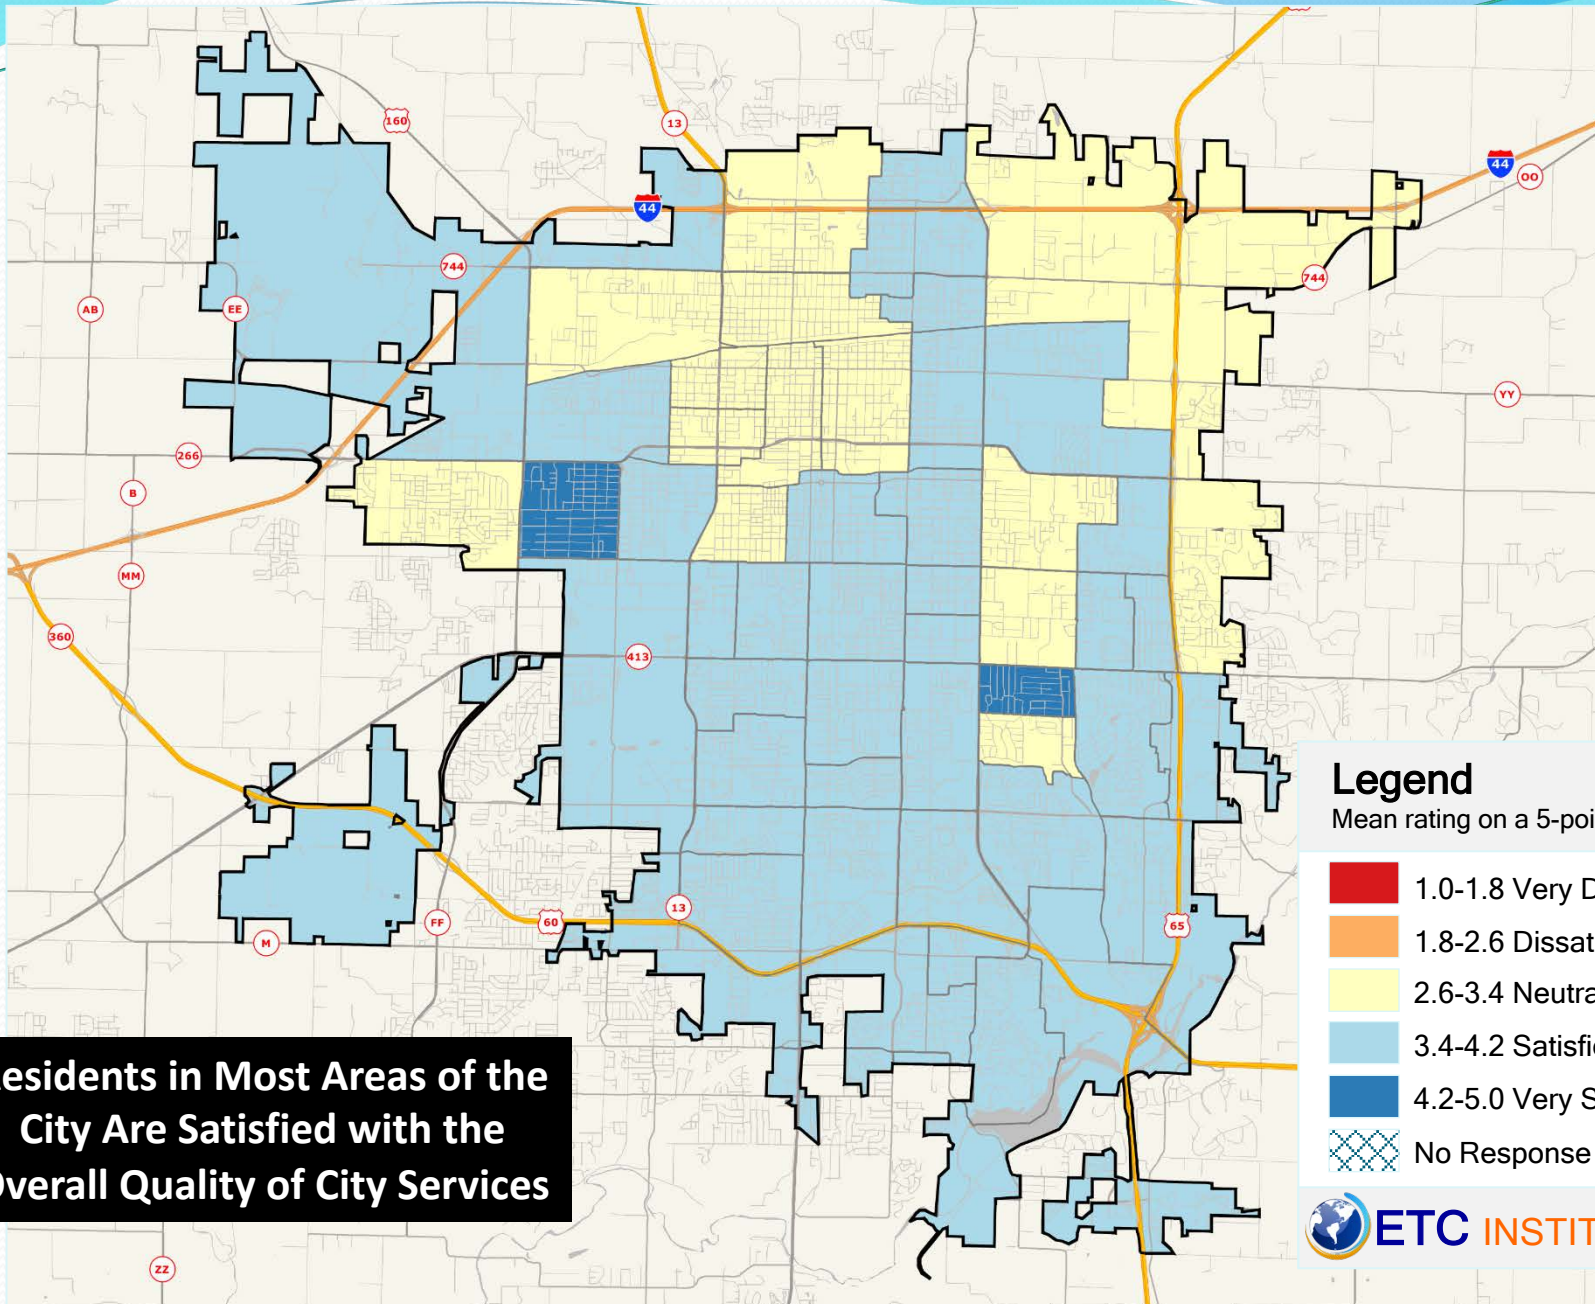 160
13
44
44
OO
744
744
AB
EE
YY
266
B
MM
360
413
13
60
FF
M
65
ZZ
Legend
Mean rating on a 5-poi
1.0-1.8 Very D
1.8-2.6 Dissat
2.6-3.4 Neutra
3.4-4.2 Satisfie
4.2-5.0 Very S
No Response
ETC INSTIT
esidents in Most Areas of the
City Are Satisfied with the
Overall Quality of City Services